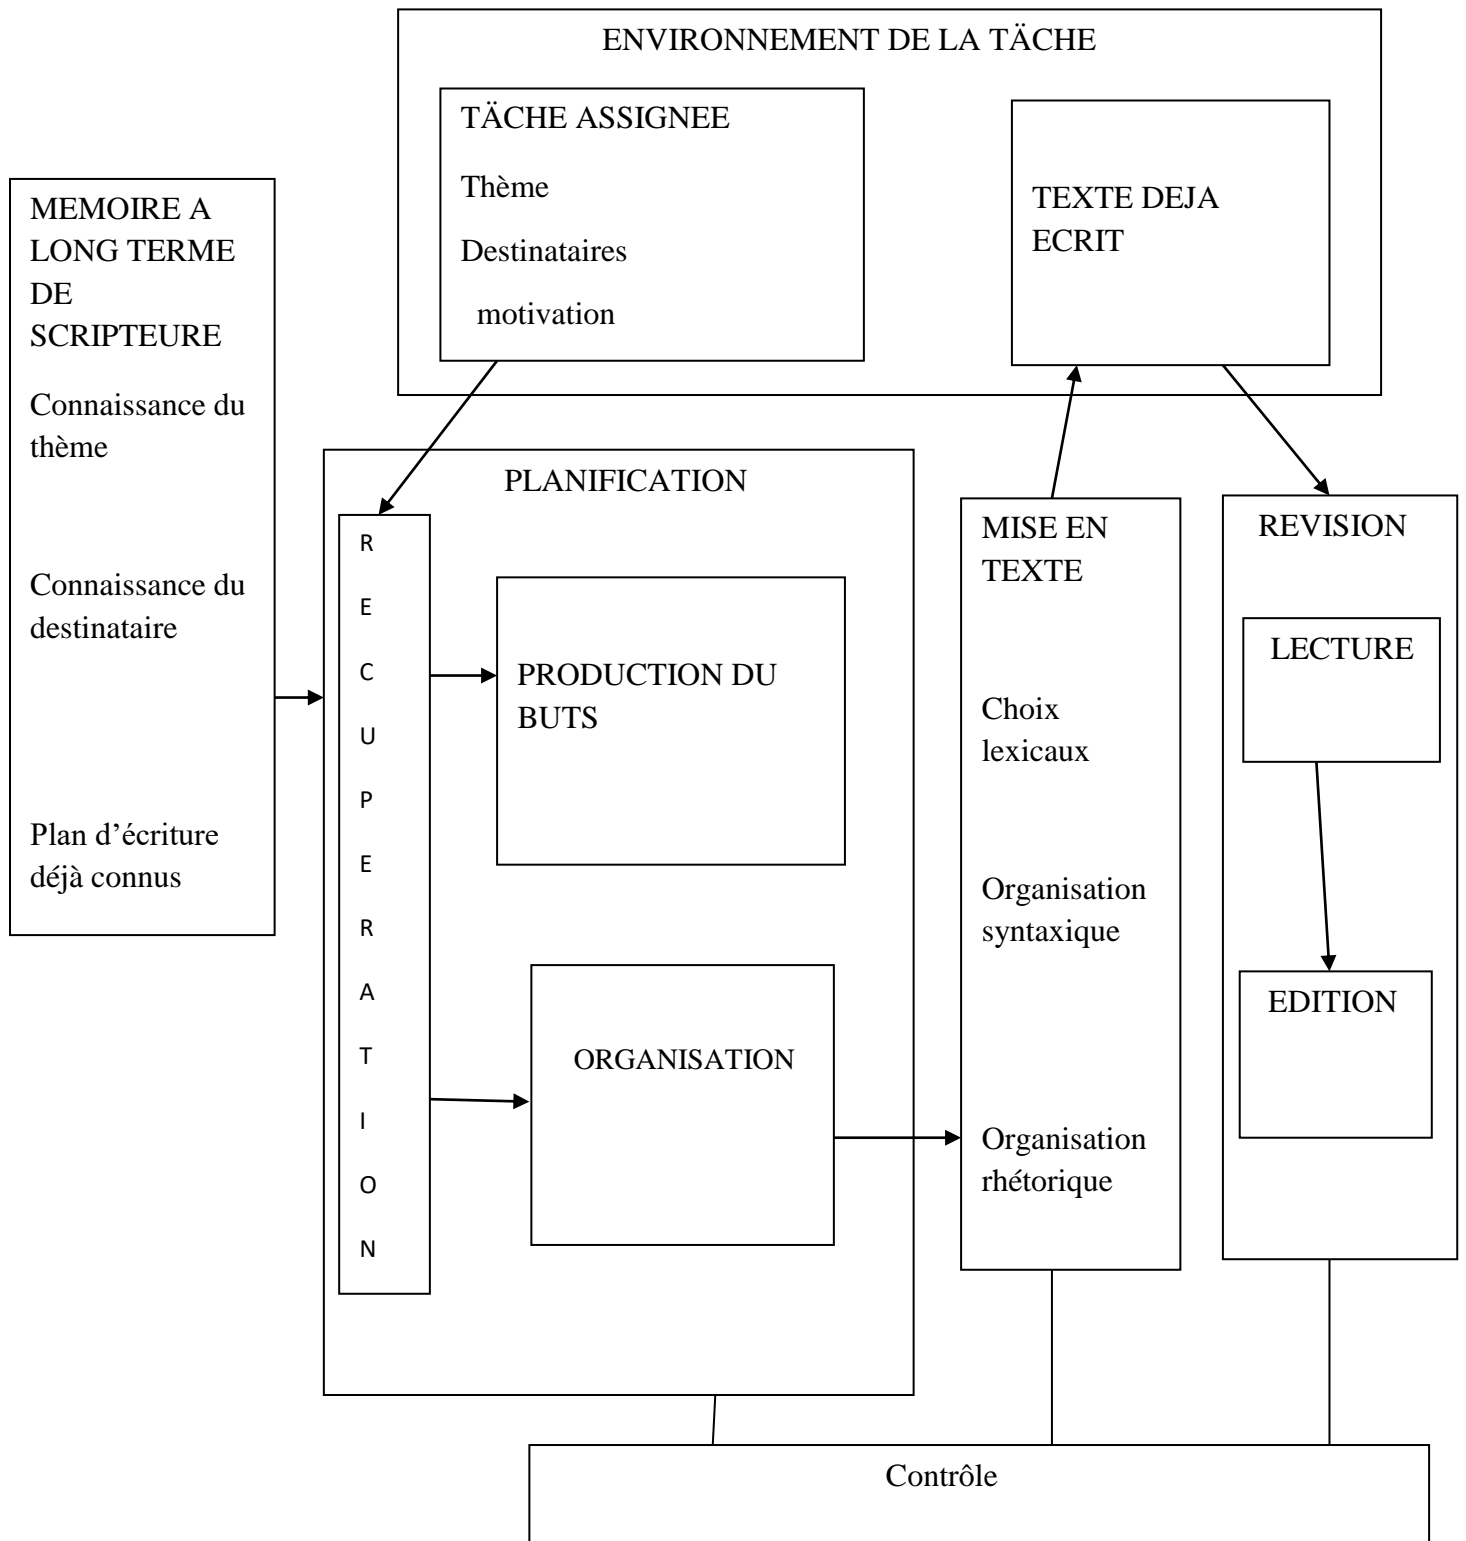 ENVIRONNEMENT DE LA TÄCHE
TÄCHE ASSIGNEE
Thème
Destinataires
motivation
TEXTE DEJA
ECRIT
MEMOIRE A
LONG TERME
DE
SCRIPTEURE
Connaissance du
thème
Connaissance du
destinataire
Plan d’écriture
déjà connus
PLANIFICATION
R
E
C
U
P
E
R
A
T
I
O
N
PRODUCTION DU
BUTS
ORGANISATION
MISE EN
TEXTE
Choix
lexicaux
Organisation
syntaxique
Organisation
rhétorique
REVISION
LECTURE
EDITION
Contrôle